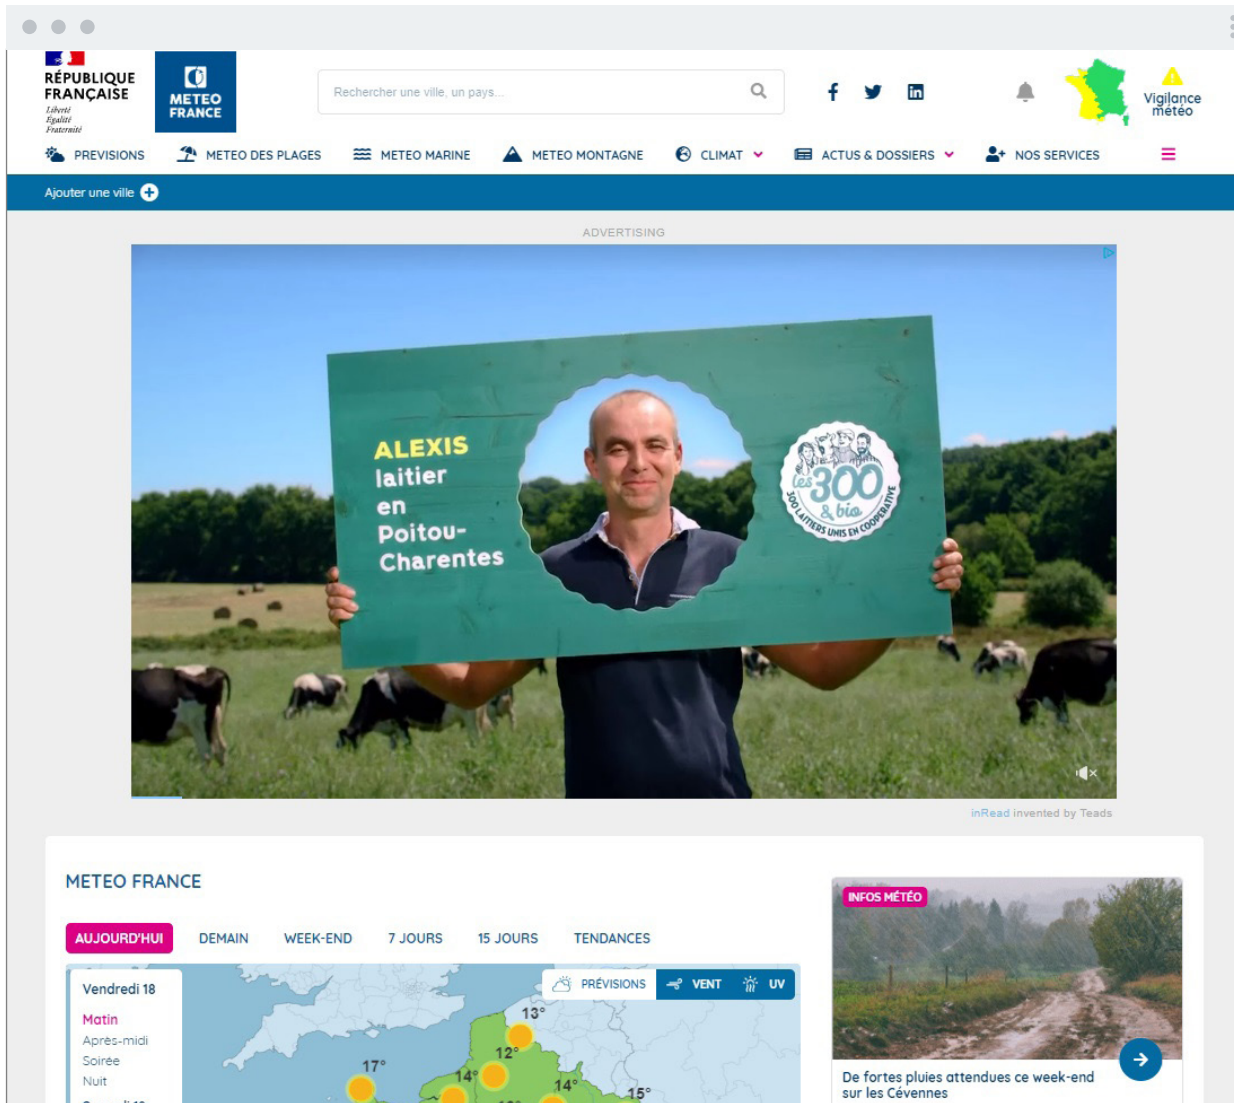 RÉPUBLIQUE
FRANÇAISE
Liberté
Égalité
Fraternité
METEO
FRANCE
Rechercher une ville, un pays...
Vigilance
météo
PREVISIONS
METEO DES PLAGES
METEO MARINE
METEO MONTAGNE
CLIMAT
ACTUS & DOSSIERS
NOS SERVICES
Ajouter une ville
ADVERTISING
ALEXIS
laitier
en
Poitou-
Charentes
les 300
& bio
300 LAITIERS UNIS EN COOPERATIVE
inRead invented by Teads
METEO FRANCE
AUJOURD'HUI DEMAIN WEEK-END 7 JOURS 15 JOURS TENDANCES
Vendredi 18
Matin
Après-midi
Soirée
Nuit
PRÉVISIONS VENT UV
13°
12°
17°
14°
14°
15°
INFOS MÉTÉO
De fortes pluies attendues ce week-end
sur les Cévennes